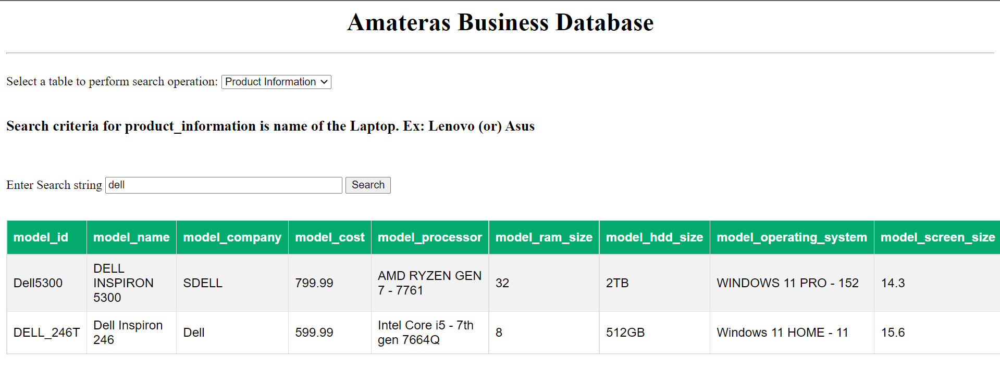 Amateras Business Database
Select a table to perform search operation: Product Information
Search criteria for product_information is name of the Laptop. Ex: Lenovo (or) Asus
Enter Search string dell Search
model_id model_name model_company model_cost model_processor model_ram_size model_hdd_size model_operating_system model_screen_size
Dell5300 DELL INSPIRON 5300 SDELL 799.99 AMD RYZEN GEN 7 - 7761 32 2TB WINDOWS 11 PRO - 152 14.3
DELL_246T Dell Inspiron 246 Dell 599.99 Intel Core i5 - 7th gen 7664Q 8 512GB Windows 11 HOME - 11 15.6